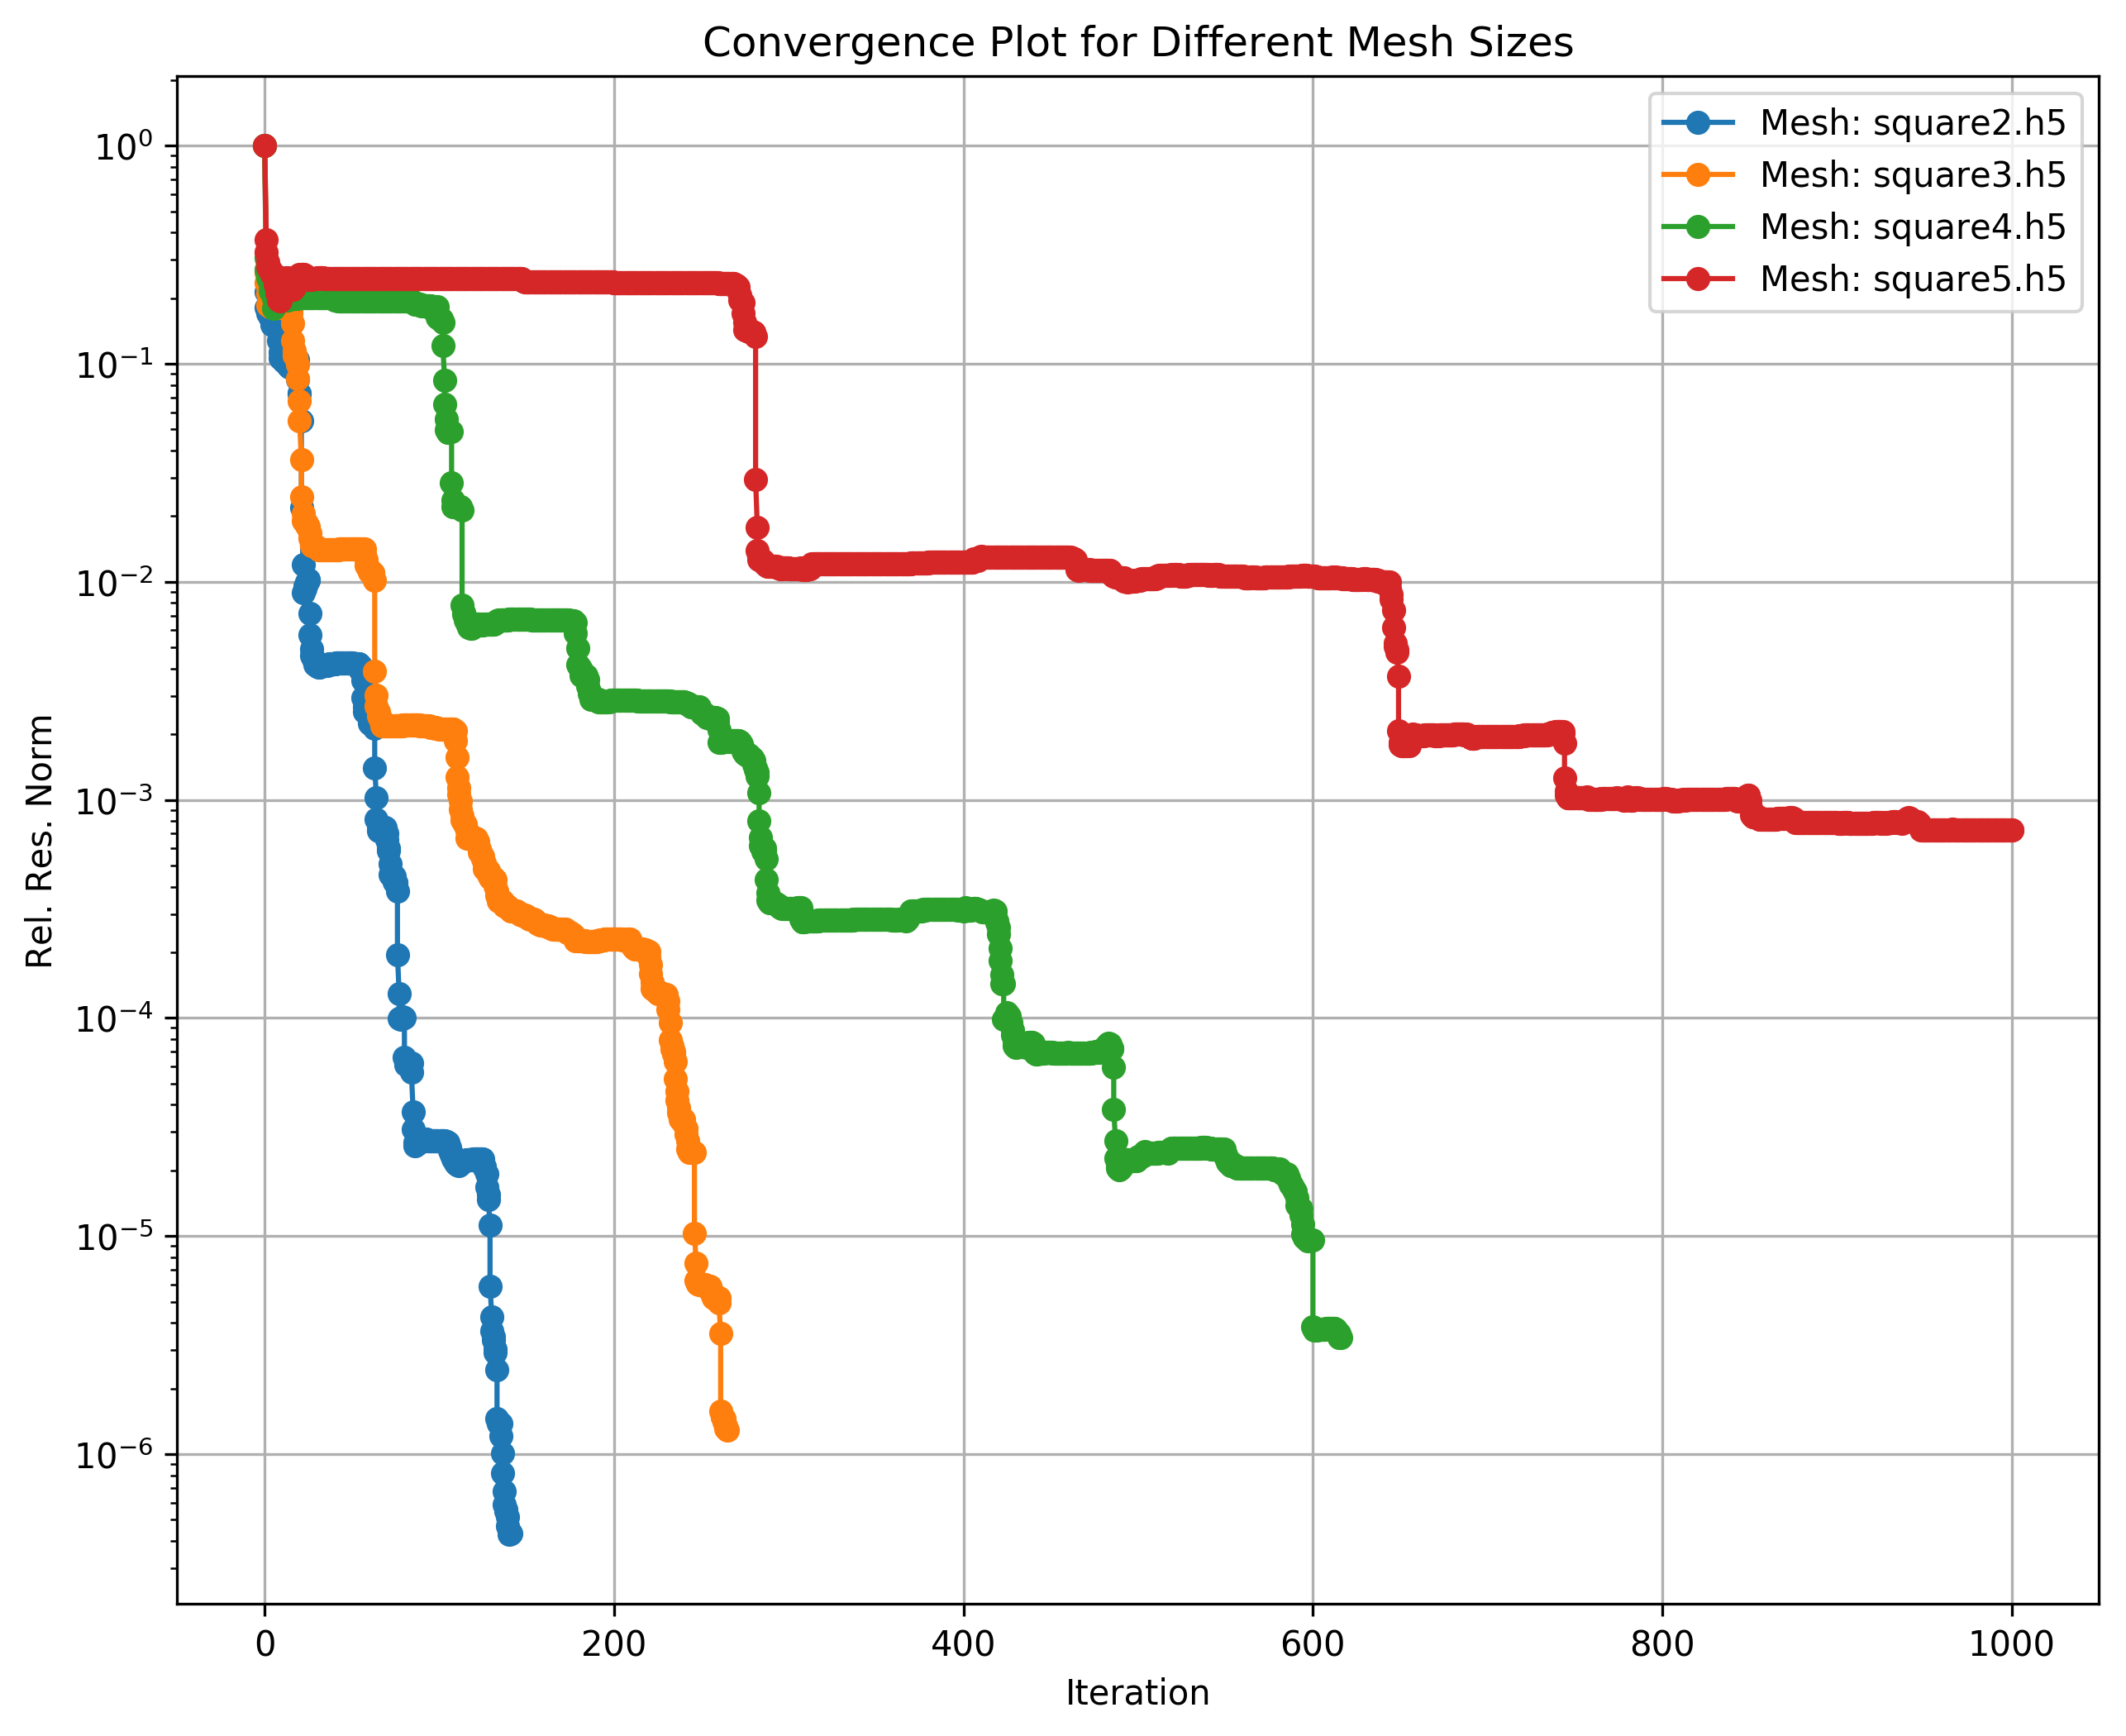 Convergence Plot for Different Mesh Sizes
Mesh: square2.h5
Mesh: square3.h5
Mesh: square4.h5
Mesh: square5.h5
Rel. Res. Norm
10⁰
10⁻¹
10⁻²
10⁻³
10⁻⁴
10⁻⁵
10⁻⁶
0 200 400 600 800 1000
Iteration